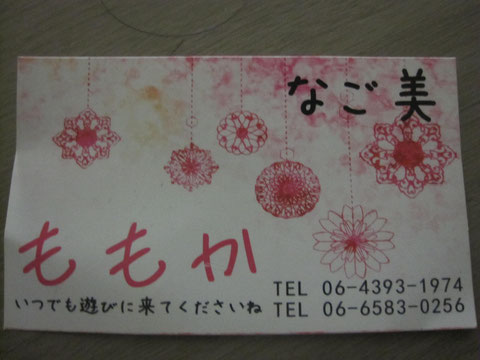 なご美
ももか
いつでも遊びに来てくださいね
TEL 06-4393-1974
TEL 06-6583-0256